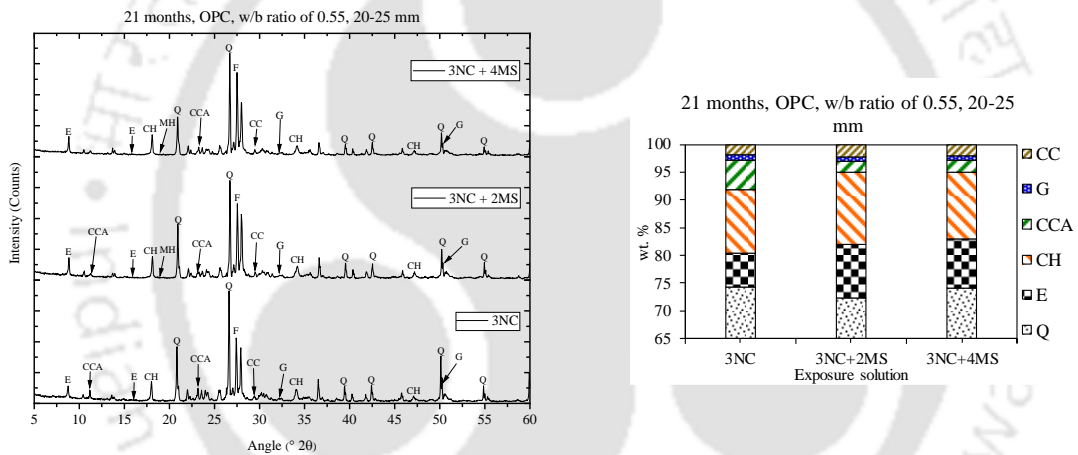 21 months, OPC, w/b ratio of 0.55, 20-25 mm
Q
3NC + 4MS
F
Q
E
E
CH
MH
CCA
CC
G
CH
Q
Q
Q
G
Q
Q
3NC + 2MS
F
Q
E
CCA
E
CH
MH
CCA
CC
G
CH
Q
Q
CH
Q
G
Q
Q
3NC
F
Q
E
CCA
E
CH
CCA
CC
G
CH
Q
Q
CH
Q
G
Q
CH
Intensity (Counts)
5 10 15 20 25 30 35 40 45 50 55 60
Angle (° 2θ)
21 months, OPC, w/b ratio of 0.55, 20-25
mm
100
95
90
85
80
75
70
65
wt. %
3NC 3NC+2MS 3NC+4MS
Exposure solution
CC
G
CCA
CH
E
Q